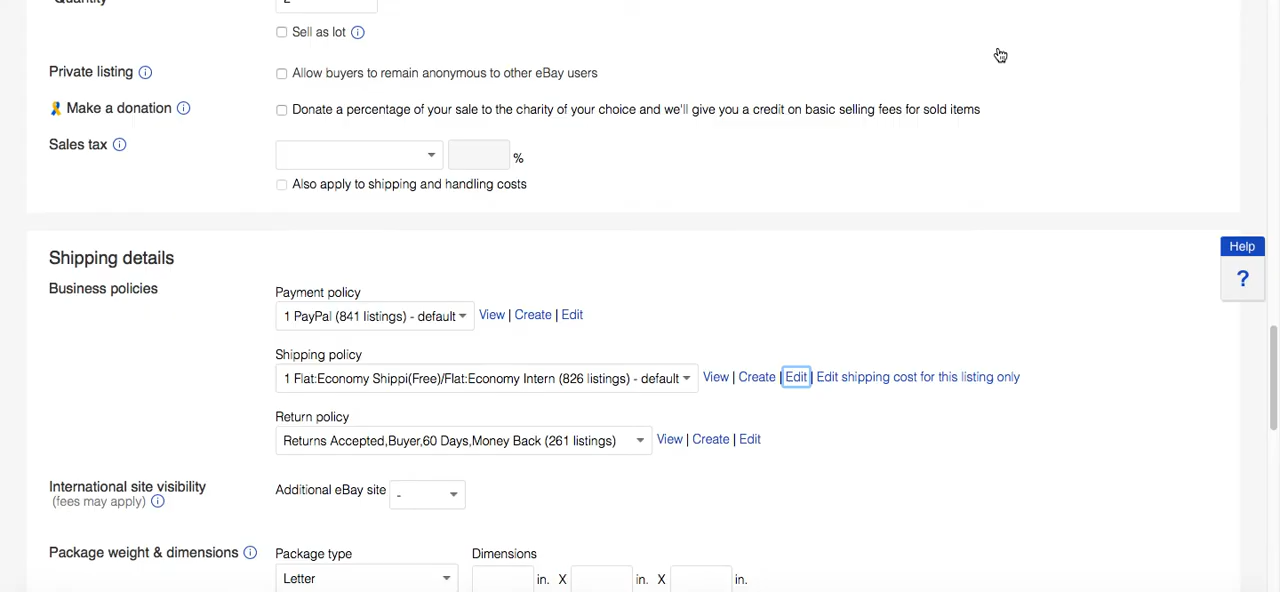 Quantity
Sell as lot
Private listing
Allow buyers to remain anonymous to other eBay users
Make a donation
Donate a percentage of your sale to the charity of your choice and we'll give you a credit on basic selling fees for sold items
Sales tax
%
Also apply to shipping and handling costs
Shipping details
Help
?
Business policies
Payment policy
1 PayPal (841 listings) - default View | Create | Edit
Shipping policy
1 Flat:Economy Shippi(Free)/Flat:Economy Intern (826 listings) - default View | Create | Edit | Edit shipping cost for this listing only
Return policy
Returns Accepted,Buyer,60 Days,Money Back (261 listings) View | Create | Edit
International site visibility
(fees may apply)
Additional eBay site -
Package weight & dimensions
Package type Dimensions
Letter in. X in. X in.